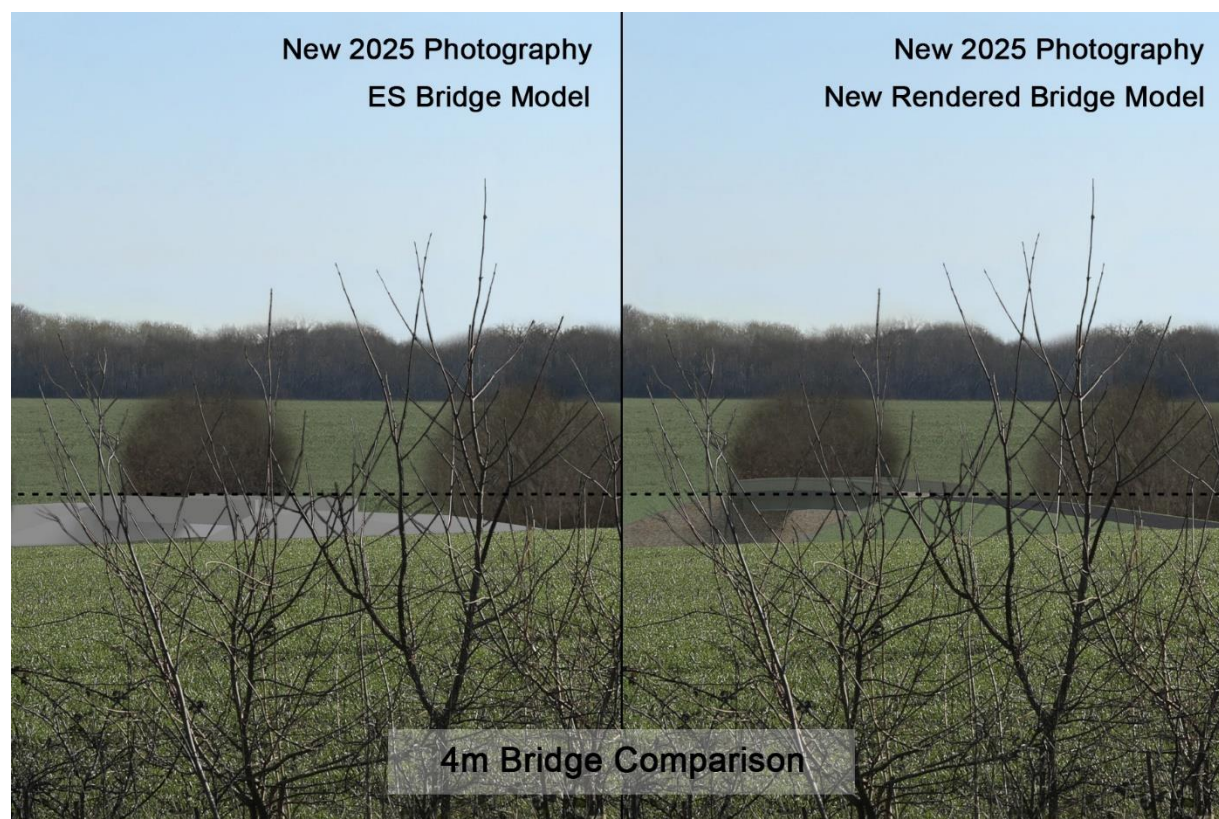 New 2025 Photography
ES Bridge Model
New 2025 Photography
New Rendered Bridge Model
4m Bridge Comparison